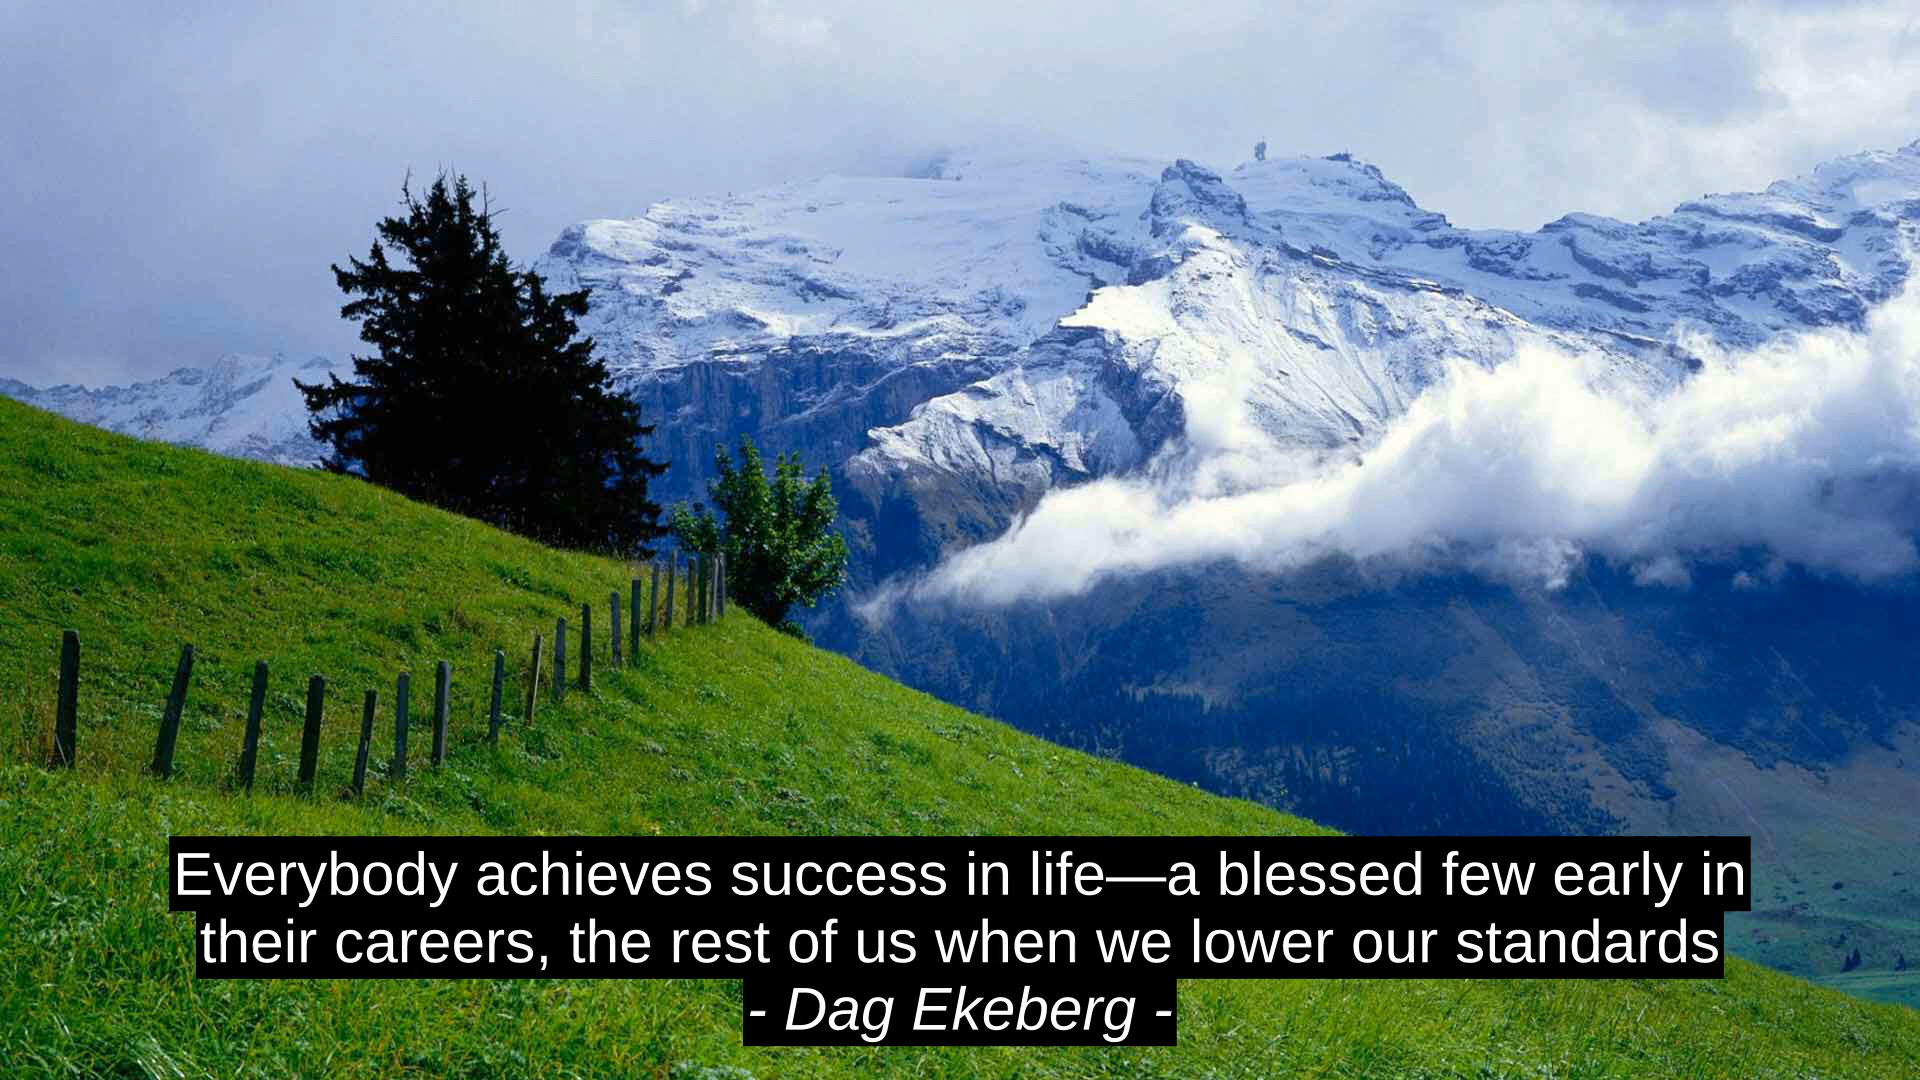 Everybody achieves success in life—a blessed few early in
their careers, the rest of us when we lower our standards
- Dag Ekeberg -